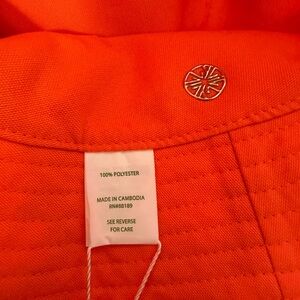 100% POLYESTER
MADE IN CAMBODIA
RN#88189
SEE REVERSE
FOR CARE